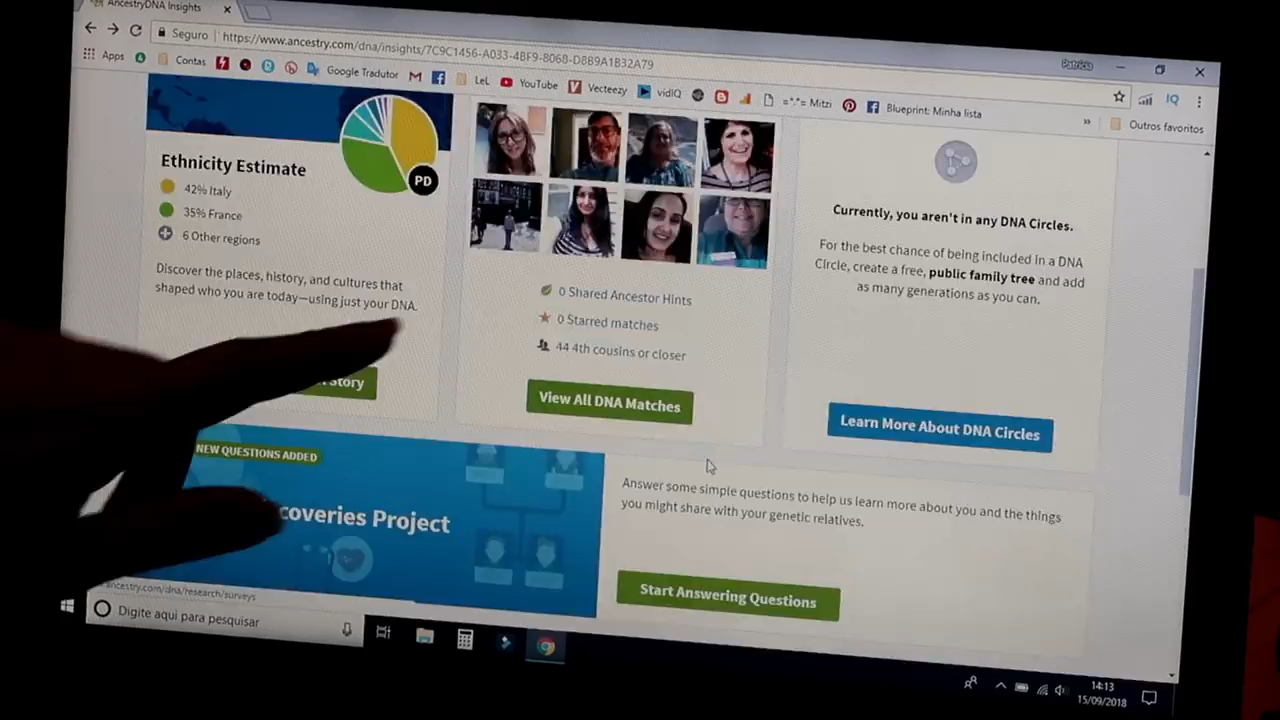 AncestryDNA Insights
Patricia
Seguro
https://www.ancestry.com/dna/insights/7C9C1456-A033-4BF9-8068-D8B9A1B32A79
Apps
Contas
Google Tradutor
LeL
YouTube
Vecteezy
vidIQ
=*.*= Mitzi
Blueprint: Minha lista
»
Outros favoritos
IQ
Ethnicity Estimate
PD
42% Italy
35% France
6 Other regions
Discover the places, history, and cultures that
shaped who you are today—using just your DNA.
Story
0 Shared Ancestor Hints
0 Starred matches
44 4th cousins or closer
View All DNA Matches
Currently, you aren't in any DNA Circles.
For the best chance of being included in a DNA
Circle, create a free, public family tree and add
as many generations as you can.
Learn More About DNA Circles
NEW QUESTIONS ADDED
coveries Project
Answer some simple questions to help us learn more about you and the things
you might share with your genetic relatives.
Start Answering Questions
ancestry.com/dna/research/surveys
Digite aqui para pesquisar
14:13
15/09/2018